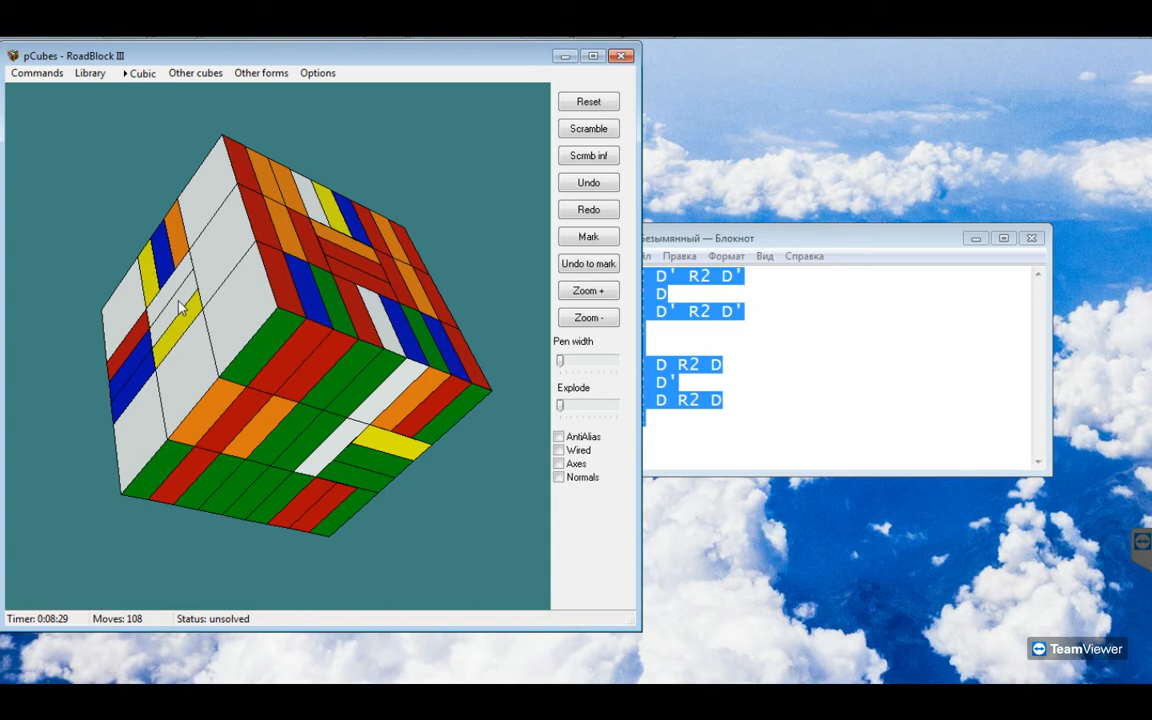 pCubes - RoadBlock III
Commands Library Cubic Other cubes Other forms Options
Reset
Scramble
Scrmb inf
Undo
Redo
Mark
Undo to mark
Zoom +
Zoom -
Pen width
Explode
AntiAlias
Wired
Axes
Normals
Timer: 0:08:29 Moves: 108 Status: unsolved
Безымянный — Блокнот
Правка Формат Вид Справка
D' R2 D'
D
D' R2 D'
D R2 D
D'
D R2 D
TeamViewer